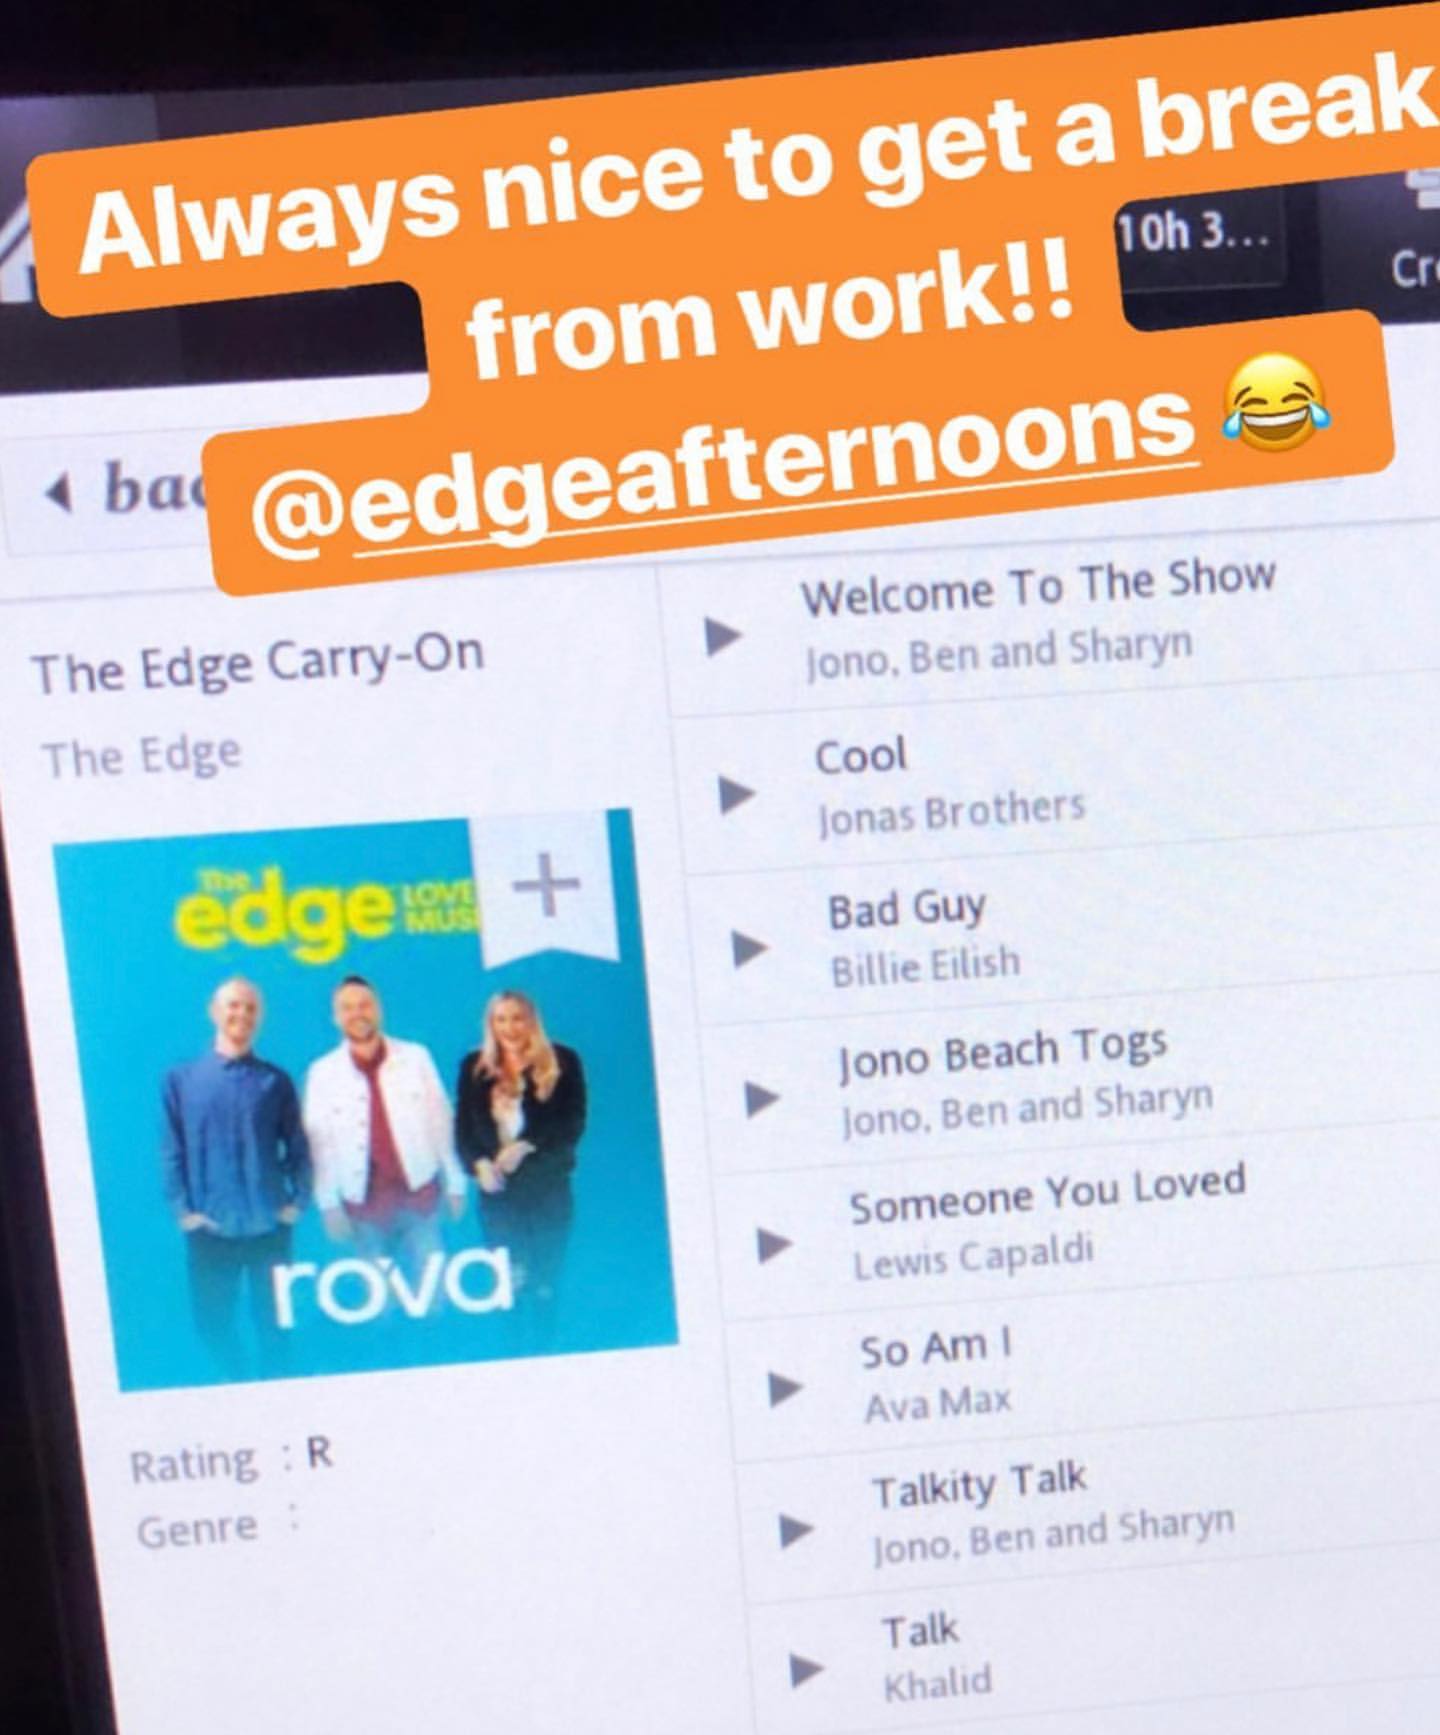 Always nice to get a break
from work!!
@edgeafternoons 😂
10h 3...
The Edge Carry-On
The Edge
The
edge
LOVE
rova
Rating : R
Genre :
Welcome To The Show
Jono, Ben and Sharyn
Cool
Jonas Brothers
Bad Guy
Billie Eilish
Jono Beach Togs
Jono, Ben and Sharyn
Someone You Loved
Lewis Capaldi
So Am I
Ava Max
Talkity Talk
Jono, Ben and Sharyn
Talk
Khalid